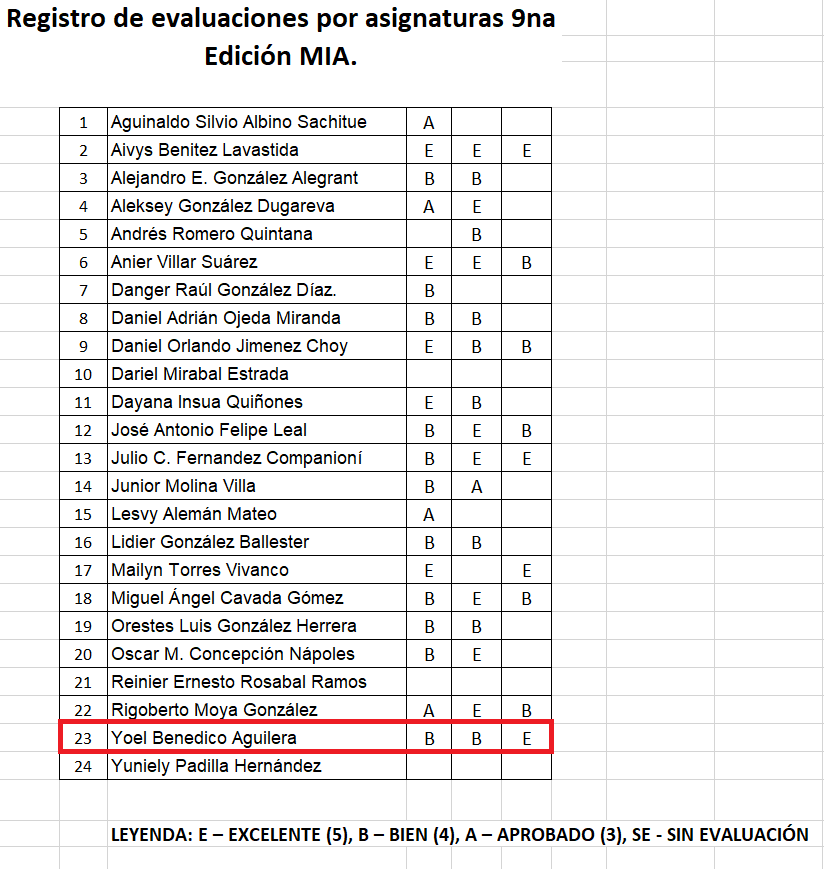 Registro de evaluaciones por asignaturas 9na
Edición MIA.
1 Aguinaldo Silvio Albino Sachitue A
2 Aivys Benitez Lavastida E E E
3 Alejandro E. González Alegrant B B
4 Aleksey González Dugareva A E
5 Andrés Romero Quintana B
6 Anier Villar Suárez E E B
7 Danger Raúl González Díaz. B
8 Daniel Adrián Ojeda Miranda B B
9 Daniel Orlando Jimenez Choy E B B
10 Dariel Mirabal Estrada
11 Dayana Insua Quiñones E B
12 José Antonio Felipe Leal B E B
13 Julio C. Fernandez Companioní B E E
14 Junior Molina Villa B A
15 Lesvy Alemán Mateo A
16 Lidier González Ballester B B
17 Mailyn Torres Vivanco E E
18 Miguel Ángel Cavada Gómez B E B
19 Orestes Luis González Herrera B B
20 Oscar M. Concepción Nápoles B E
21 Reinier Ernesto Rosabal Ramos
22 Rigoberto Moya González A E B
23 Yoel Benedico Aguilera B B E
24 Yuniely Padilla Hernández
LEYENDA: E – EXCELENTE (5), B – BIEN (4), A – APROBADO (3), SE - SIN EVALUACIÓN